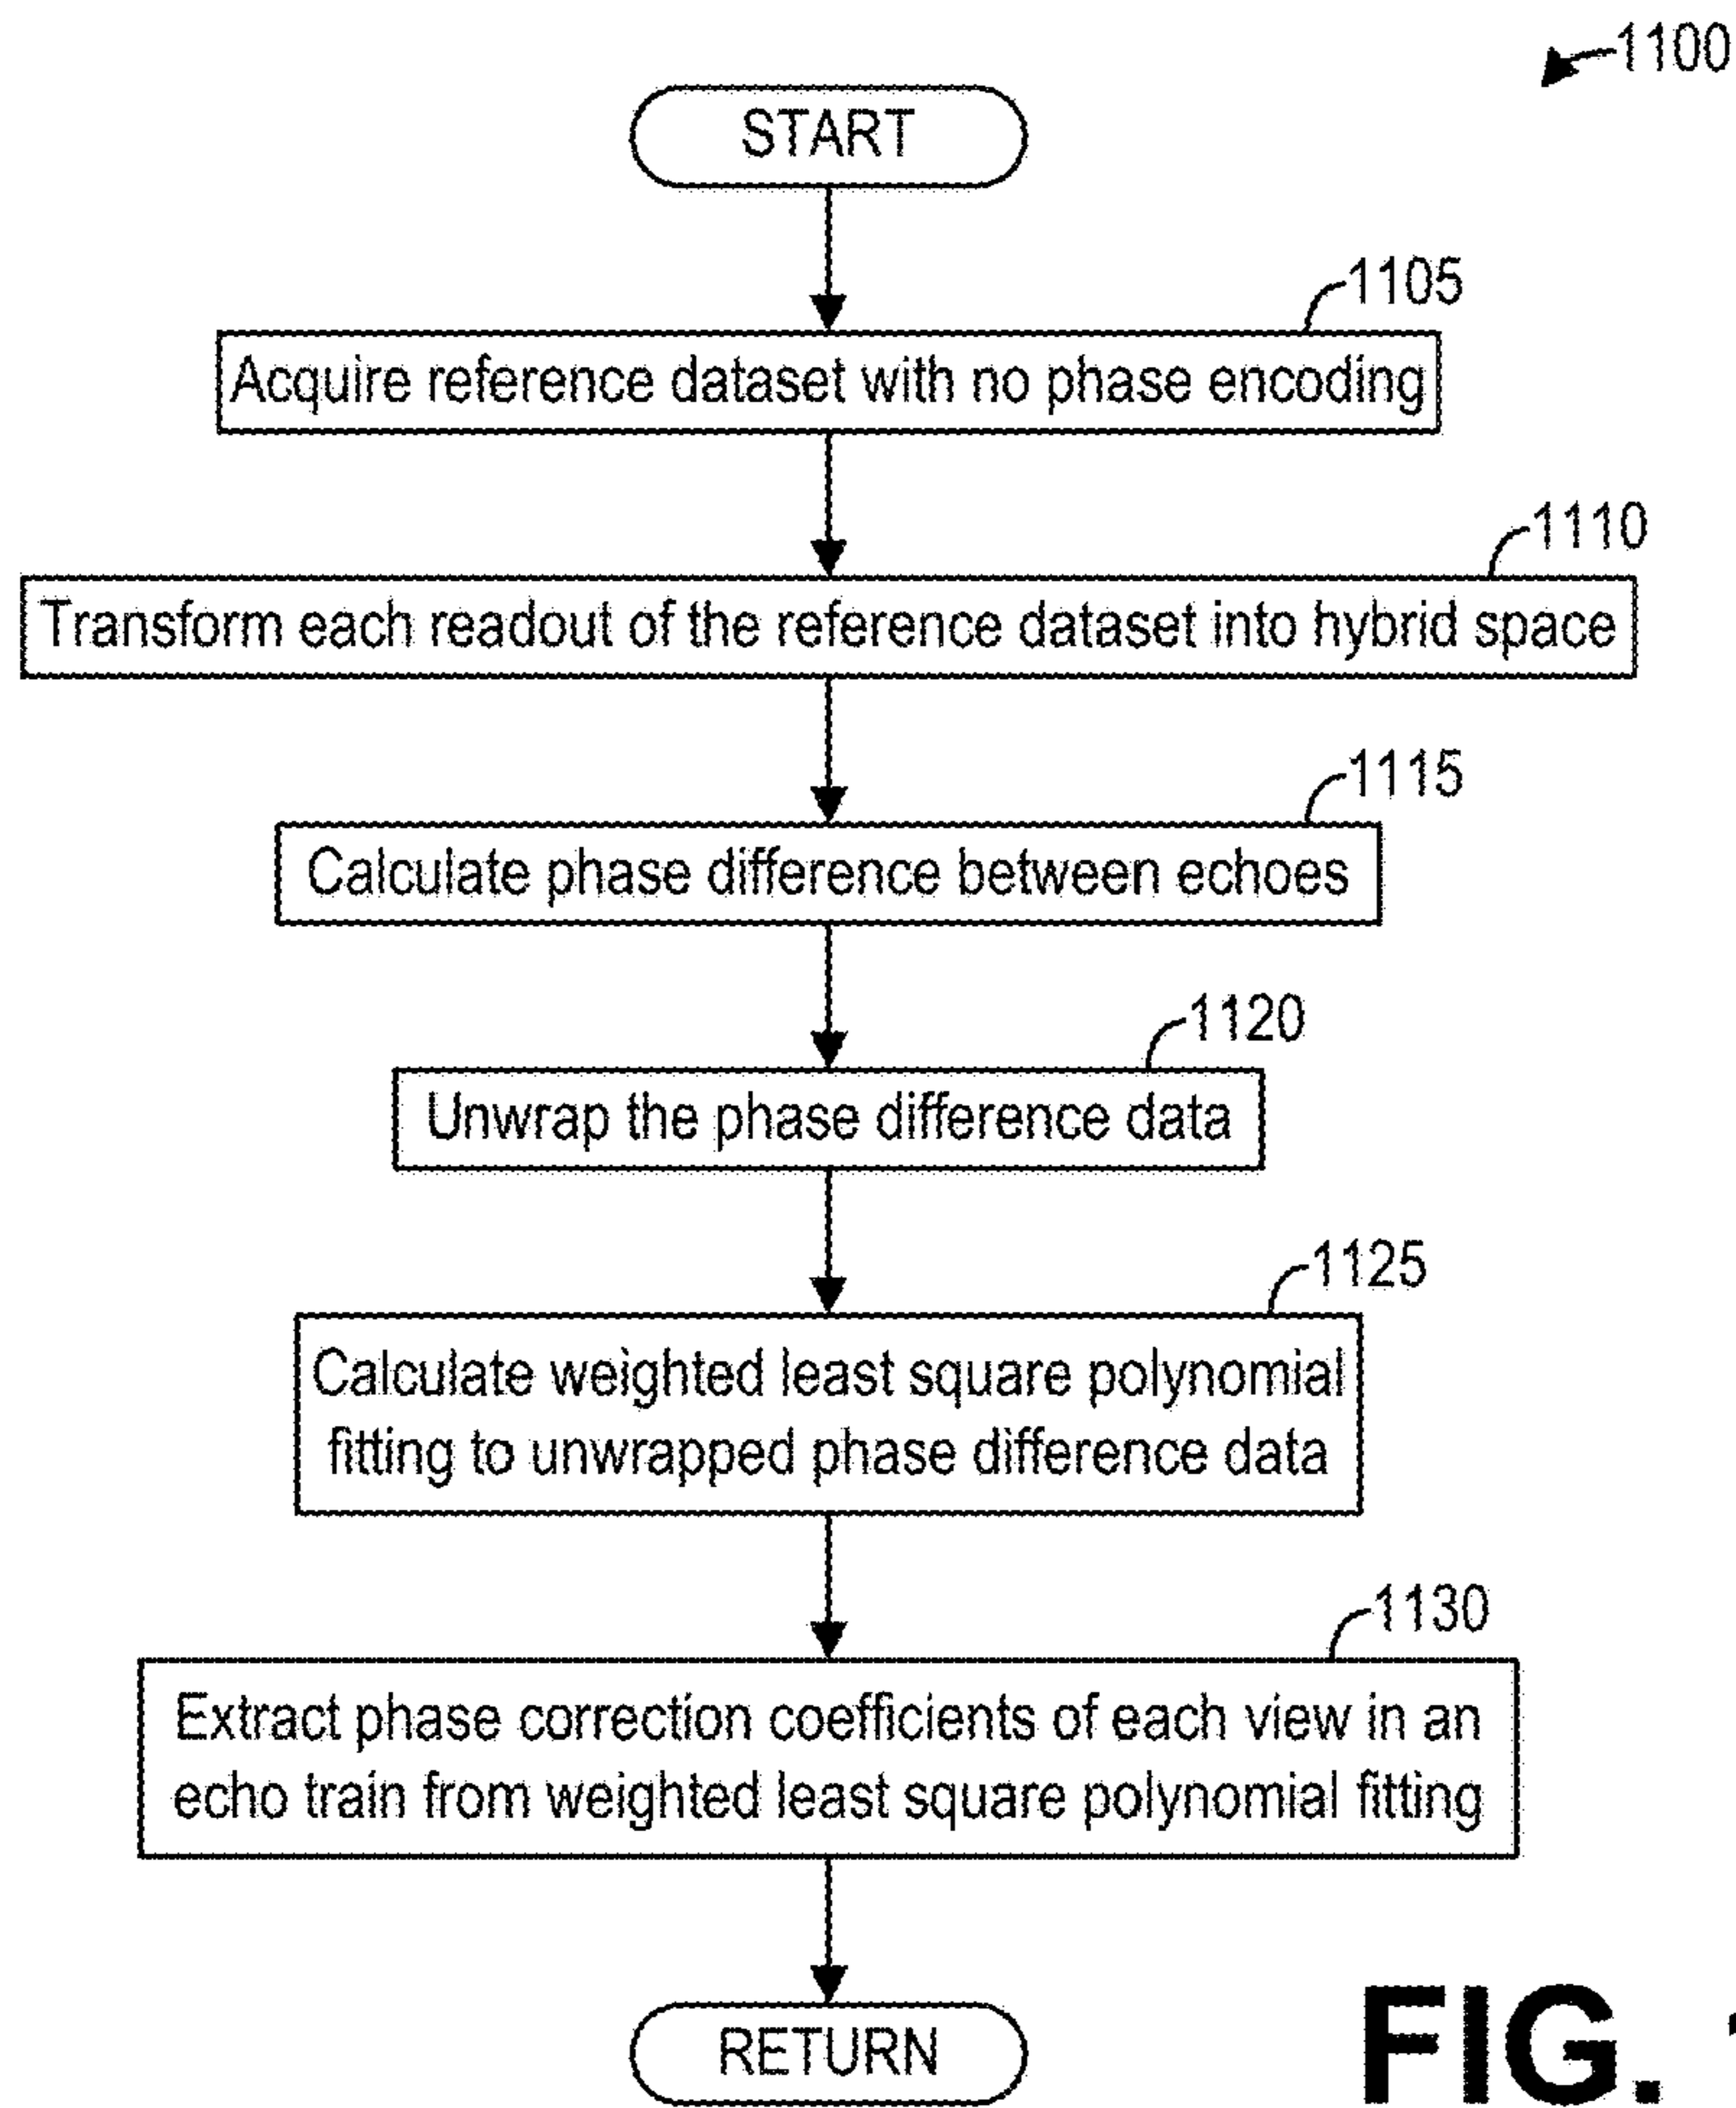 1100
START
1105
Acquire reference dataset with no phase encoding
1110
Transform each readout of the reference dataset into hybrid space
1115
Calculate phase difference between echoes
1120
Unwrap the phase difference data
1125
Calculate weighted least square polynomial
fitting to unwrapped phase difference data
1130
Extract phase correction coefficients of each view in an
echo train from weighted least square polynomial fitting
RETURN
FIG.